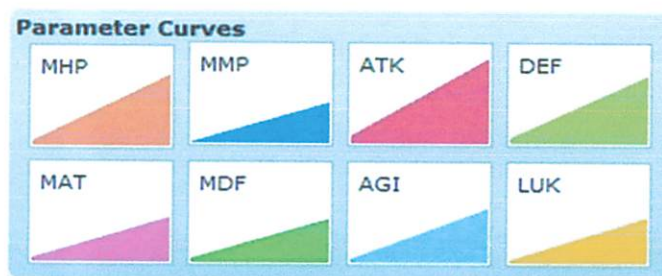 Parameter Curves
MHP MMP ATK DEF
MAT MDF AGI LUK